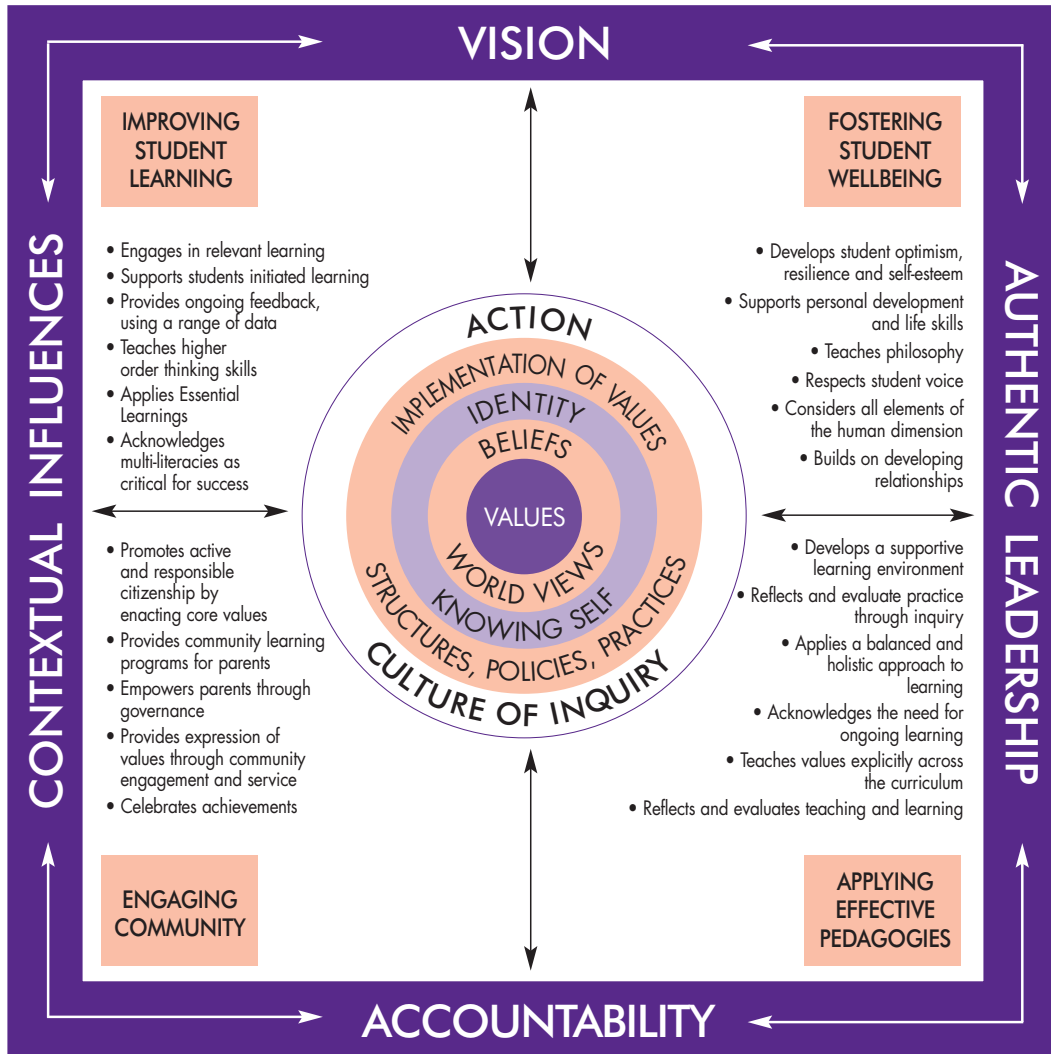 VISION
CONTEXTUAL INFLUENCES
IMPROVING
STUDENT
LEARNING
• Engages in relevant learning
• Supports students initiated learning
• Provides ongoing feedback,
using a range of data
• Teaches higher
order thinking skills
• Applies Essential
Learnings
• Acknowledges
multi-literacies as
critical for success
FOSTERING
STUDENT
WELLBEING
• Develops student optimism,
resilience and self-esteem
• Supports personal development
and life skills
• Teaches philosophy
• Respects student voice
• Considers all elements of
the human dimension
• Builds on developing
relationships
AUTHENTIC LEADERSHIP
ACTION
IMPLEMENTATION OF VALUES
IDENTITY
BELIEFS
VALUES
WORLD VIEWS
KNOWING SELF
STRUCTURES, POLICIES, PRACTICES
CULTURE OF INQUIRY
• Promotes active
and responsible
citizenship by
enacting core values
• Provides community learning
programs for parents
• Empowers parents through
governance
• Provides expression of
values through community
engagement and service
• Celebrates achievements
ENGAGING
COMMUNITY
• Develops a supportive
learning environment
• Reflects and evaluate practice
through inquiry
• Applies a balanced and
holistic approach to
learning
• Acknowledges the need for
ongoing learning
• Teaches values explicitly across
the curriculum
• Reflects and evaluates teaching and learning
APPLYING
EFFECTIVE
PEDAGOGIES
ACCOUNTABILITY